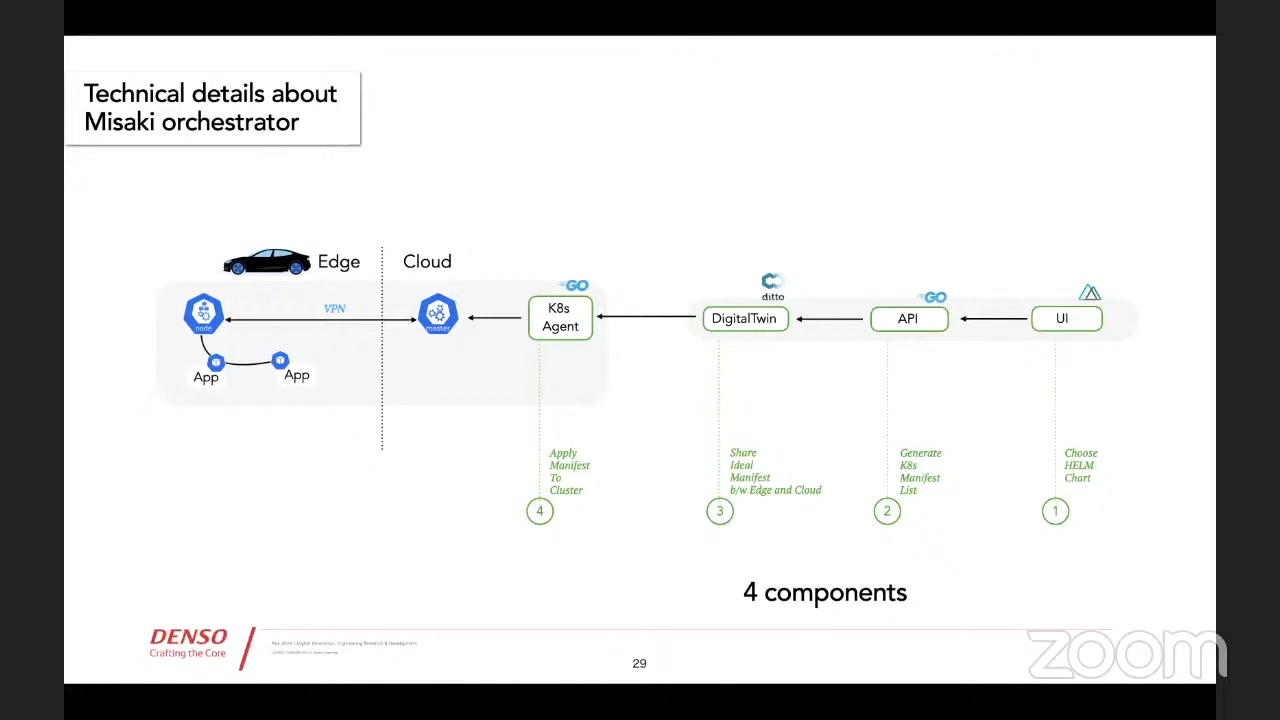 Technical details about
Misaki orchestrator
Edge
Cloud
GO
ditto
GO
node
VPN
master
K8s
Agent
DigitalTwin
API
UI
App
App
Apply
Manifest
To
Cluster
Share
Ideal
Manifest
b/w Edge and Cloud
Generate
K8s
Manifest
List
Choose
HELM
Chart
4
3
2
1
4 components
DENSO
Crafting the Core
29
zoom